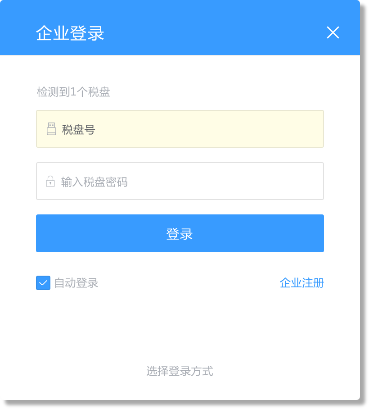 企业登录
检测到1个税盘
税盘号
输入税盘密码
登录
自动登录 企业注册
选择登录方式